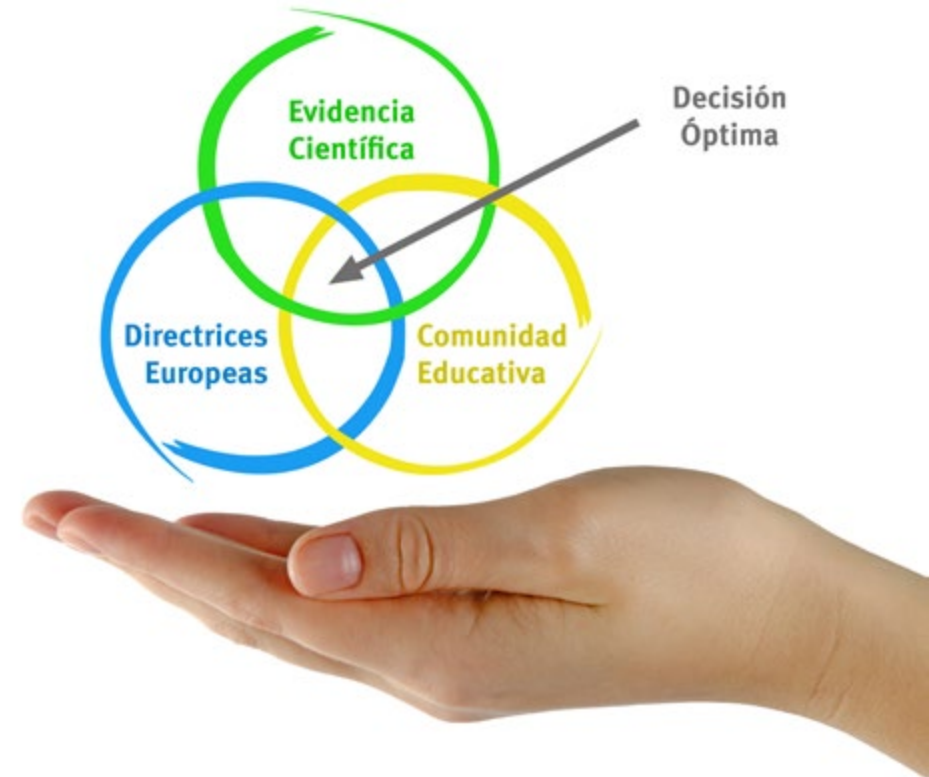 Evidencia
Científica
Decisión
Óptima
Directrices
Europeas
Comunidad
Educativa